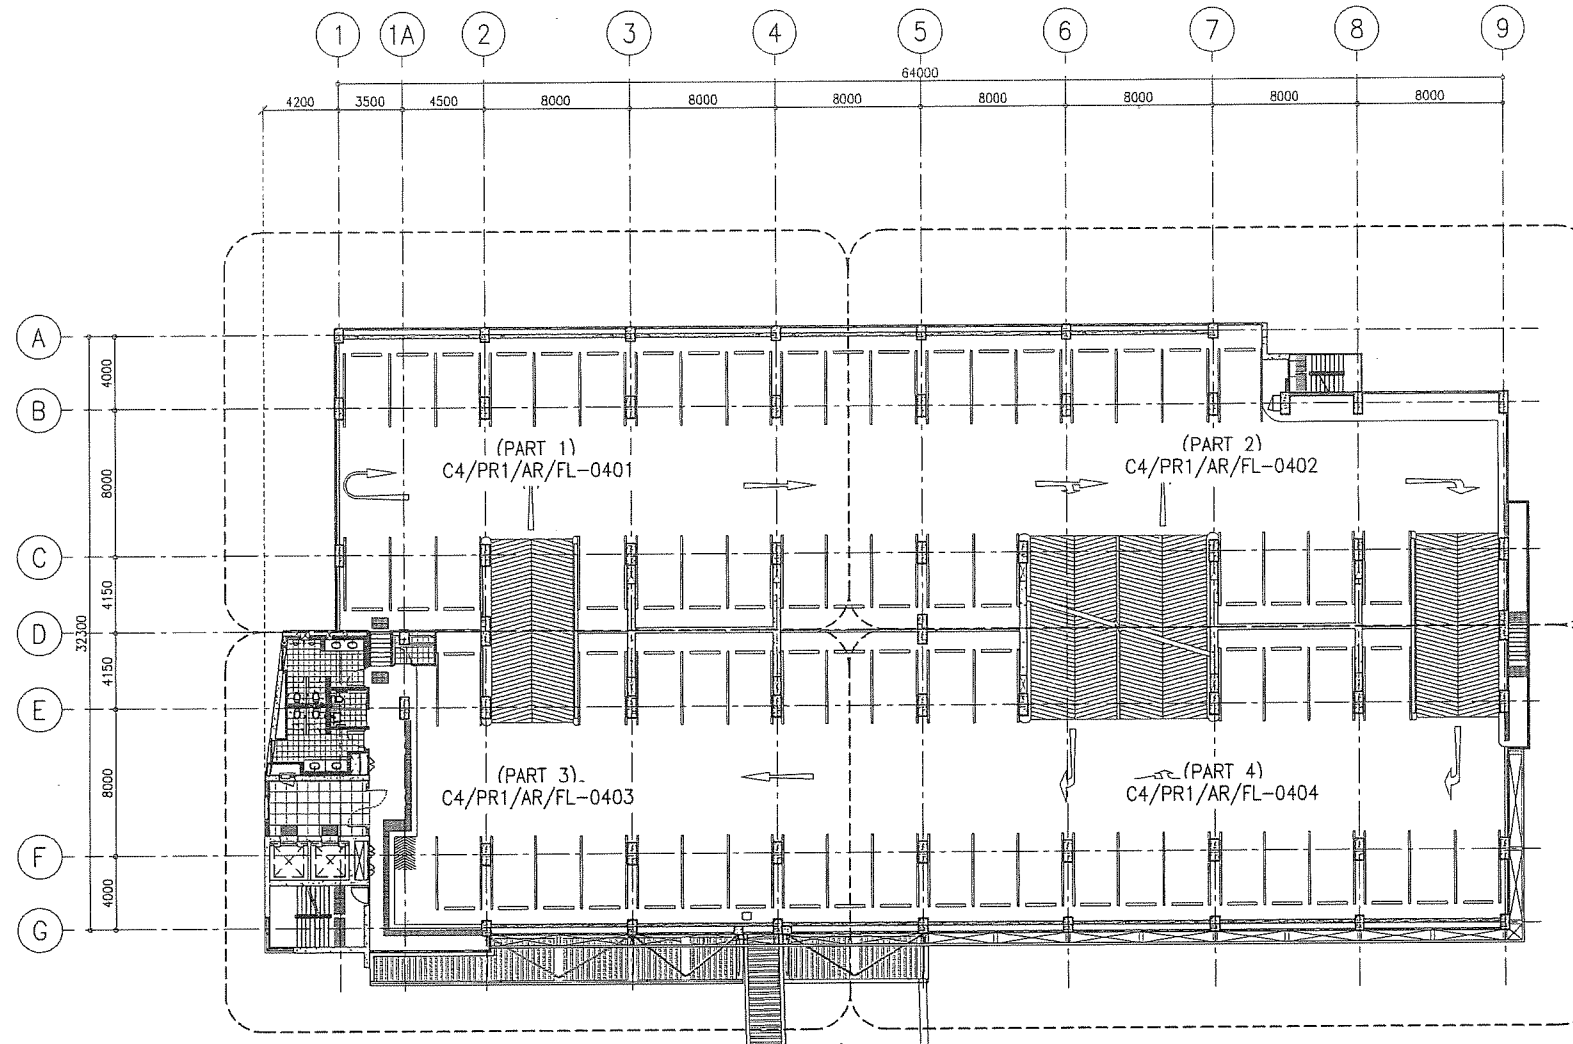 1 1A 2 3 4 5 6 7 8 9
64000
4200 3500 4500 8000 8000 8000 8000 8000 8000 8000
A
4000
B
(PART 1)
C4/PR1/AR/FL-0401
(PART 2)
C4/PR1/AR/FL-0402
8000
C
4150
D
32300
4150
E
(PART 3)
C4/PR1/AR/FL-0403
(PART 4)
C4/PR1/AR/FL-0404
8000
F
4000
G